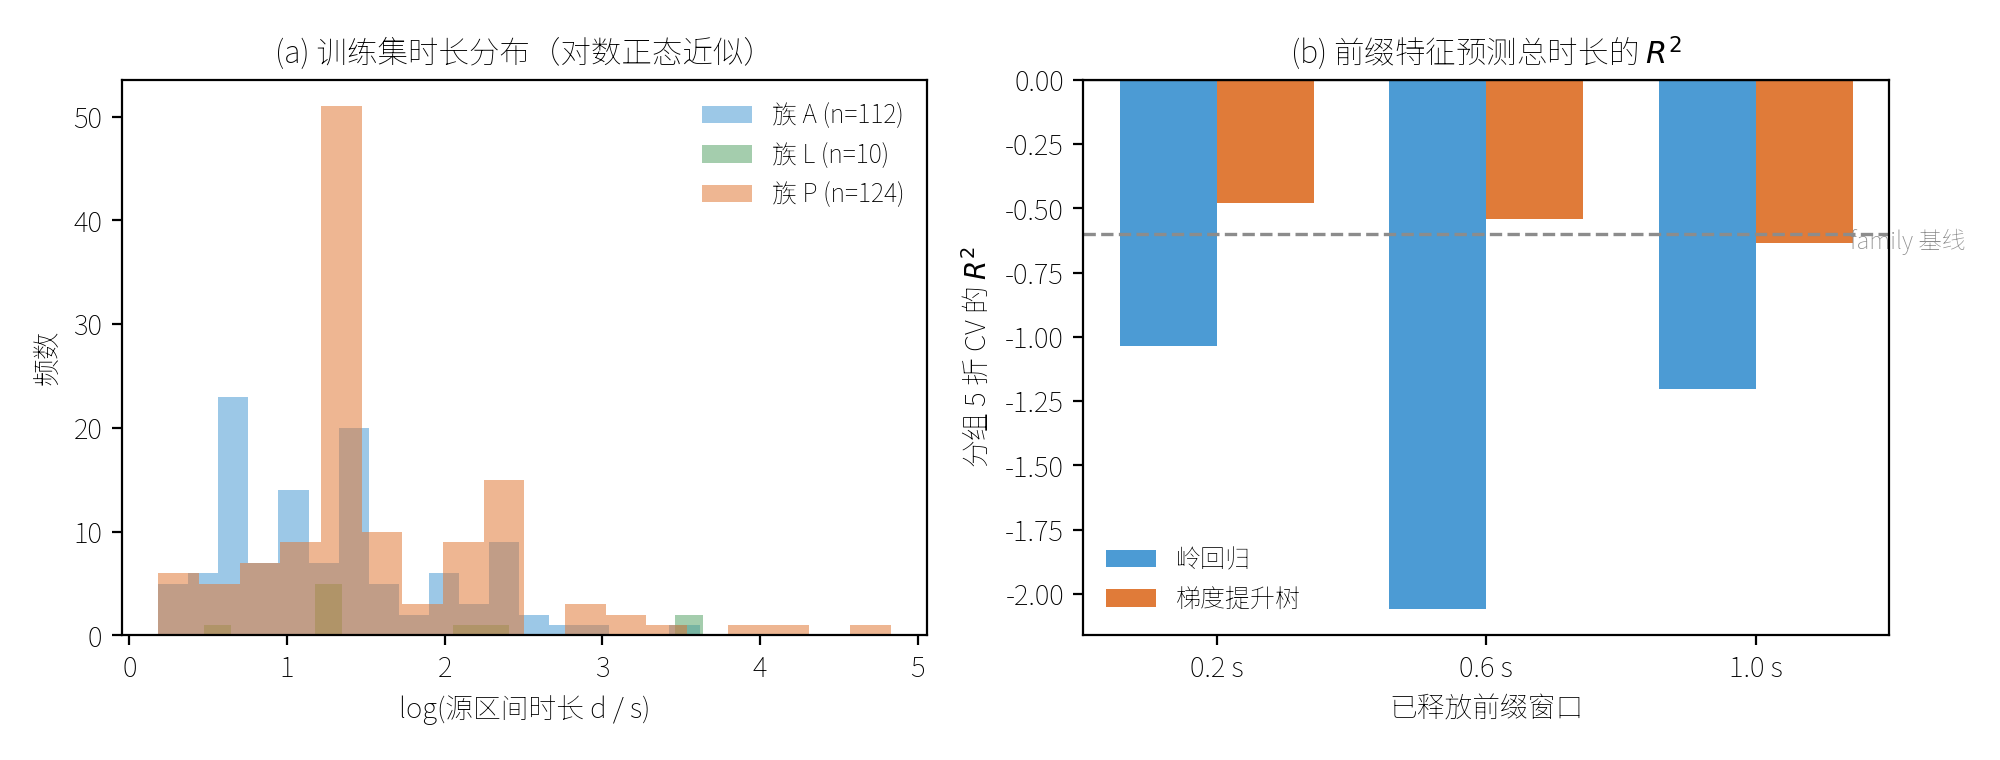 (a) 训练集时长分布（对数正态近似）
频数
50
40
30
20
10
0
族 A (n=112)
族 L (n=10)
族 P (n=124)
0 1 2 3 4 5
log(源区间时长 d / s)
(b) 前缀特征预测总时长的 R²
分组 5 折 CV 的 R²
0.00
-0.25
-0.50
-0.75
-1.00
-1.25
-1.50
-1.75
-2.00
family 基线
岭回归
梯度提升树
0.2 s 0.6 s 1.0 s
已释放前缀窗口